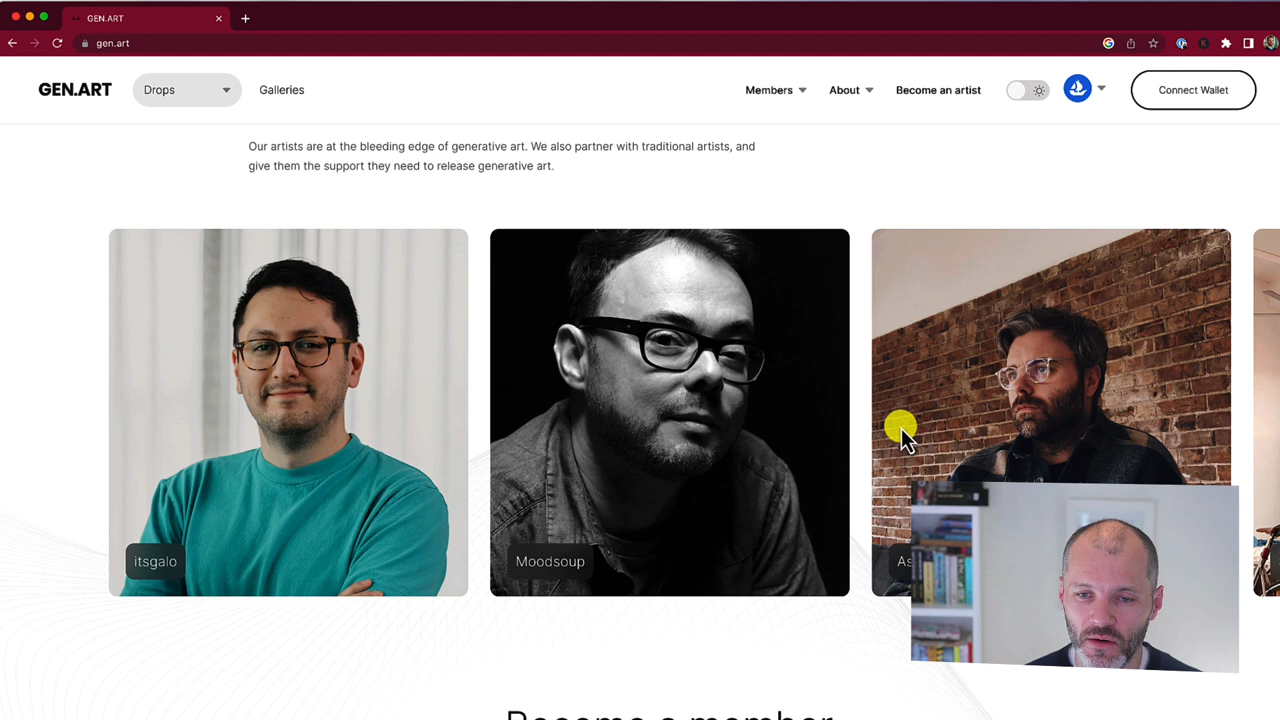 GEN.ART
gen.art
GEN.ART
Drops
Galleries
Members
About
Become an artist
Connect Wallet
Our artists are at the bleeding edge of generative art. We also partner with traditional artists, and
give them the support they need to release generative art.
itsgalo
Moodsoup
As
Become a member